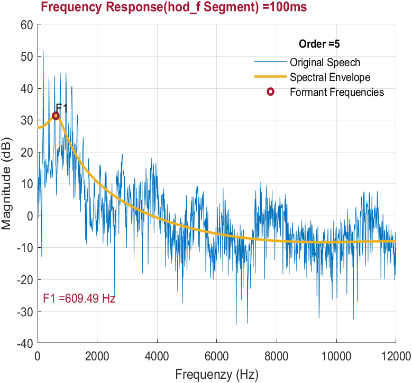 Frequency Response(hod_f Segment) =100ms
Order =5
Original Speech
Spectral Envelope
Formant Frequencies
F1
F1 =609.49 Hz
Magnitude (dB)
60
50
40
30
20
10
0
-10
-20
-30
-40
0 2000 4000 6000 8000 10000 12000
Frequenzy (Hz)